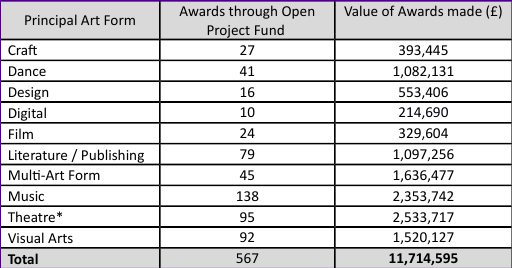 Principal Art Form Awards through Open Project Fund Value of Awards made (£)
Craft 27 393,445
Dance 41 1,082,131
Design 16 553,406
Digital 10 214,690
Film 24 329,604
Literature / Publishing 79 1,097,256
Multi-Art Form 45 1,636,477
Music 138 2,353,742
Theatre* 95 2,533,717
Visual Arts 92 1,520,127
Total 567 11,714,595